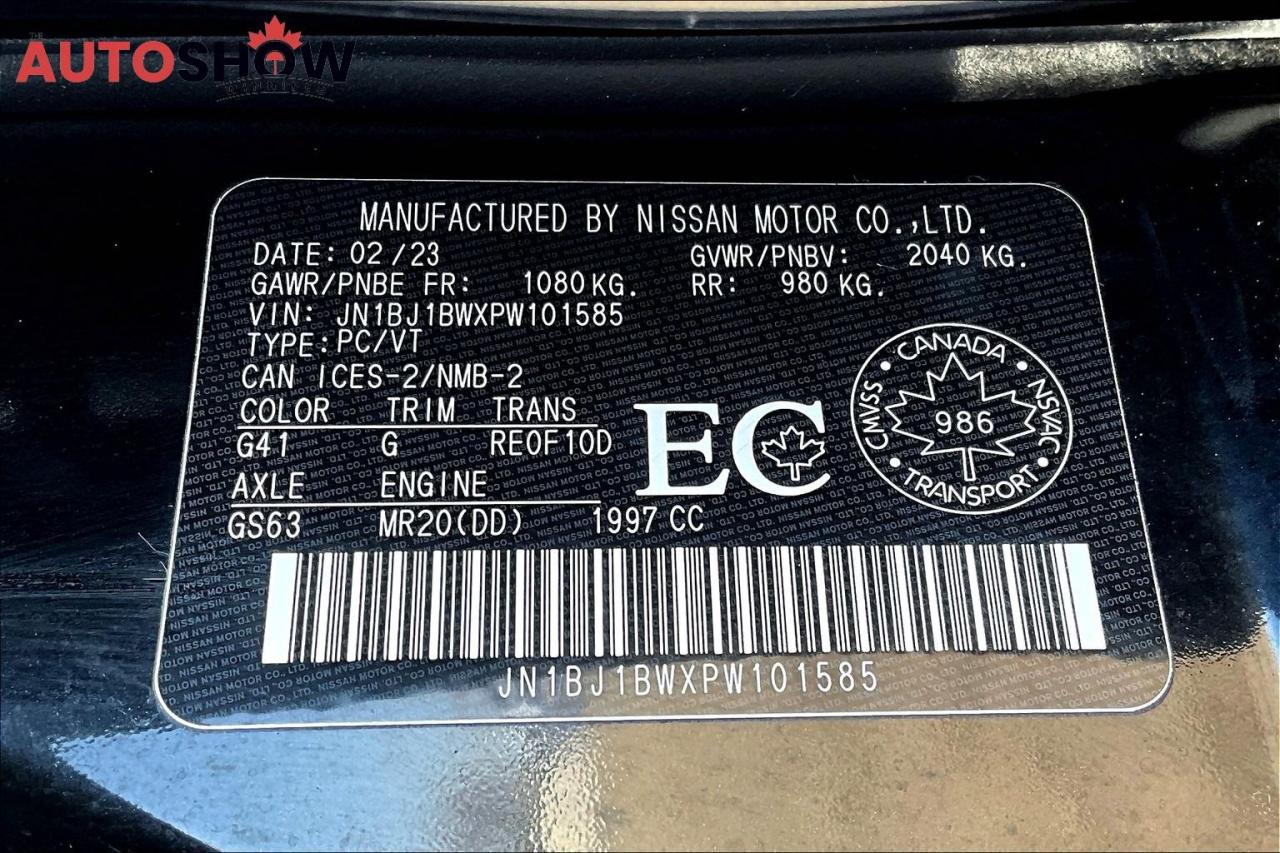 THE
AUTOSHOW
WINNIPEG
MANUFACTURED BY NISSAN MOTOR CO.,LTD.
DATE: 02/23 GVWR/PNBV: 2040 KG.
GAWR/PNBE FR: 1080 KG. RR: 980 KG.
VIN: JN1BJ1BWXPW101585
TYPE: PC/VT
CAN ICES-2/NMB-2
COLOR TRIM TRANS
G41 G RE0F10D
AXLE ENGINE
GS63 MR20(DD) 1997 CC
EC
CANADA
CMVSS • NSVAC
986
TRANSPORT
JN1BJ1BWXPW101585